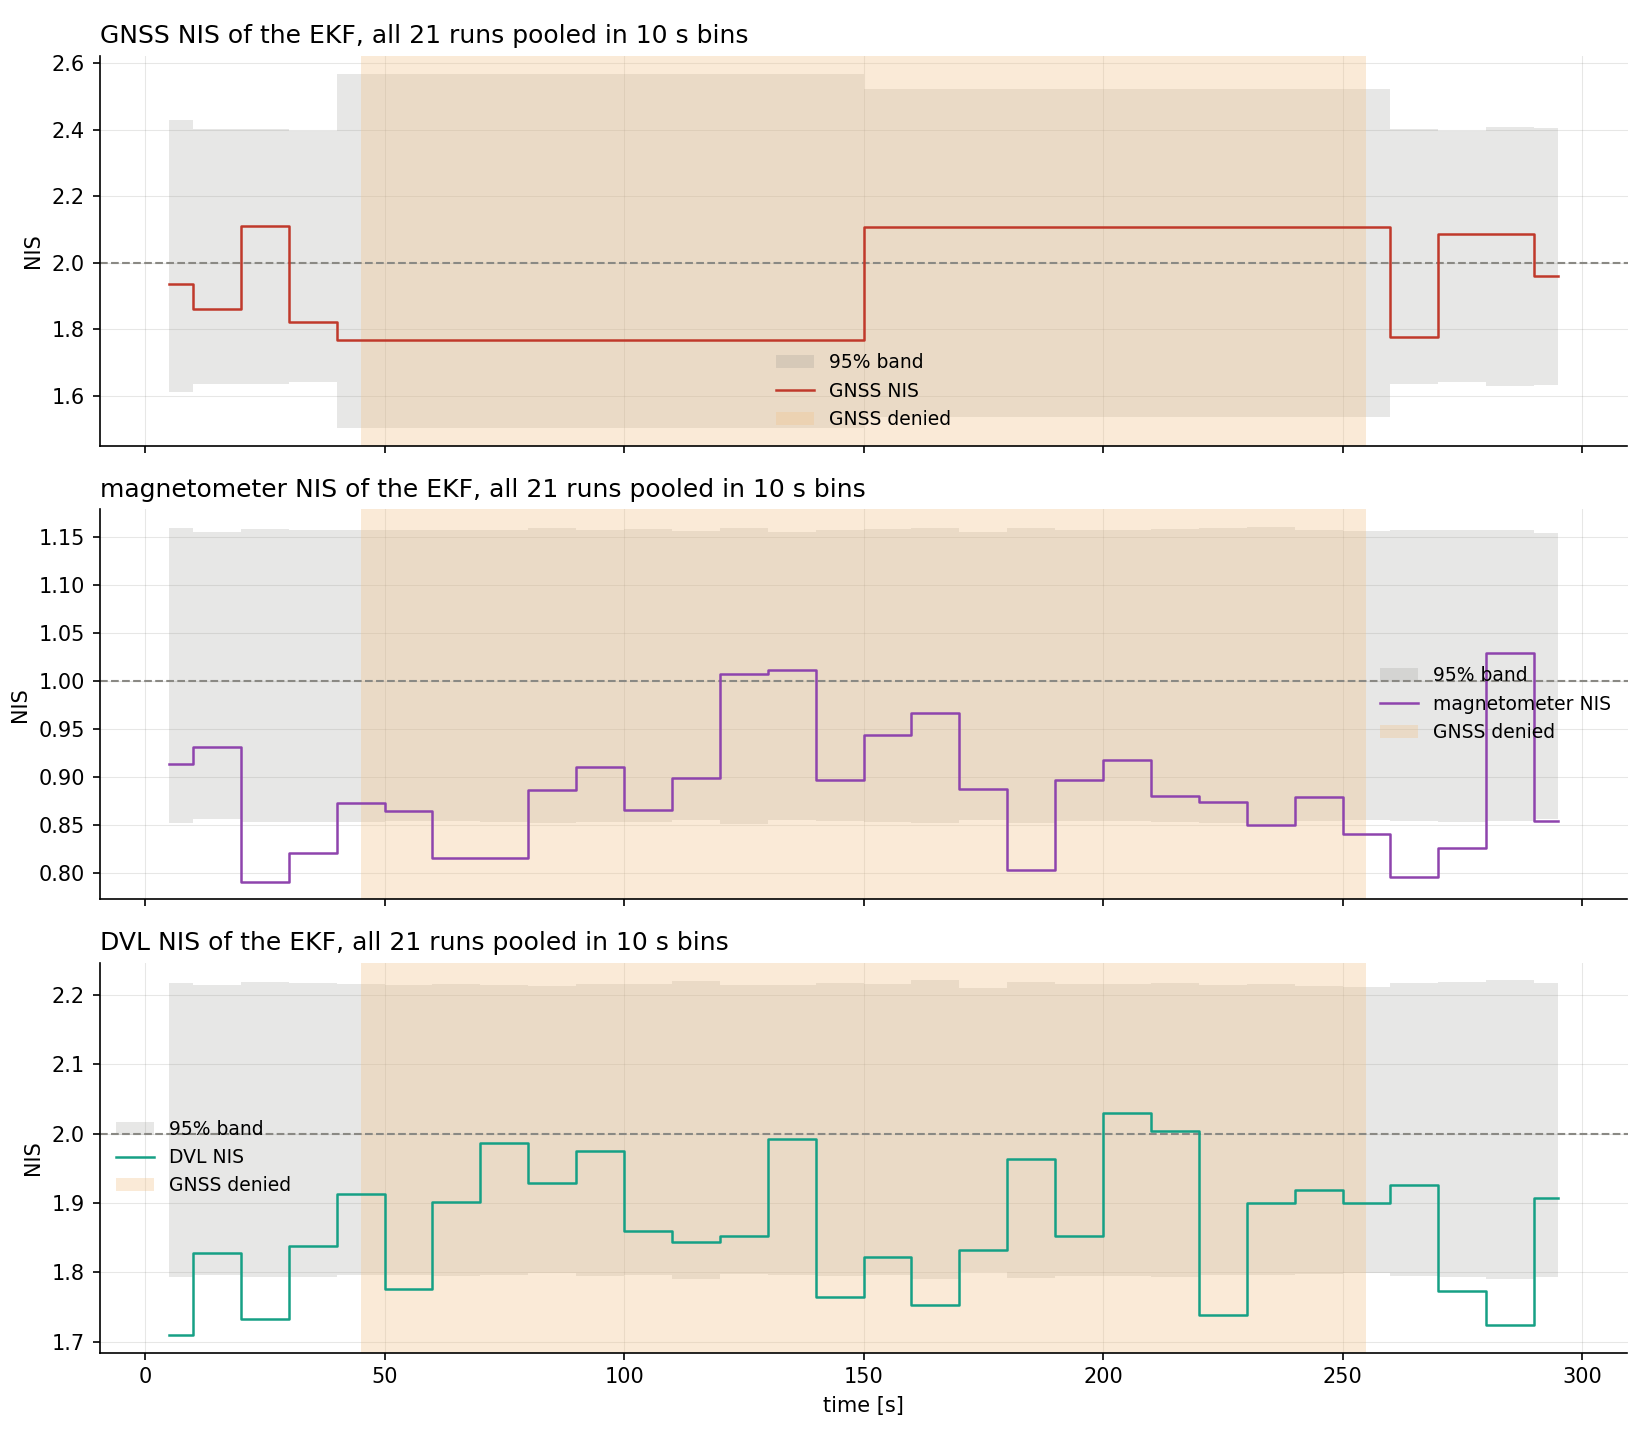 GNSS NIS of the EKF, all 21 runs pooled in 10 s bins
2.6
2.4
2.2
2.0
1.8
1.6
NIS
95% band
GNSS NIS
GNSS denied
magnetometer NIS of the EKF, all 21 runs pooled in 10 s bins
1.15
1.10
1.05
1.00
0.95
0.90
0.85
0.80
NIS
95% band
magnetometer NIS
GNSS denied
DVL NIS of the EKF, all 21 runs pooled in 10 s bins
2.2
2.1
2.0
1.9
1.8
1.7
NIS
95% band
DVL NIS
GNSS denied
0 50 100 150 200 250 300
time [s]